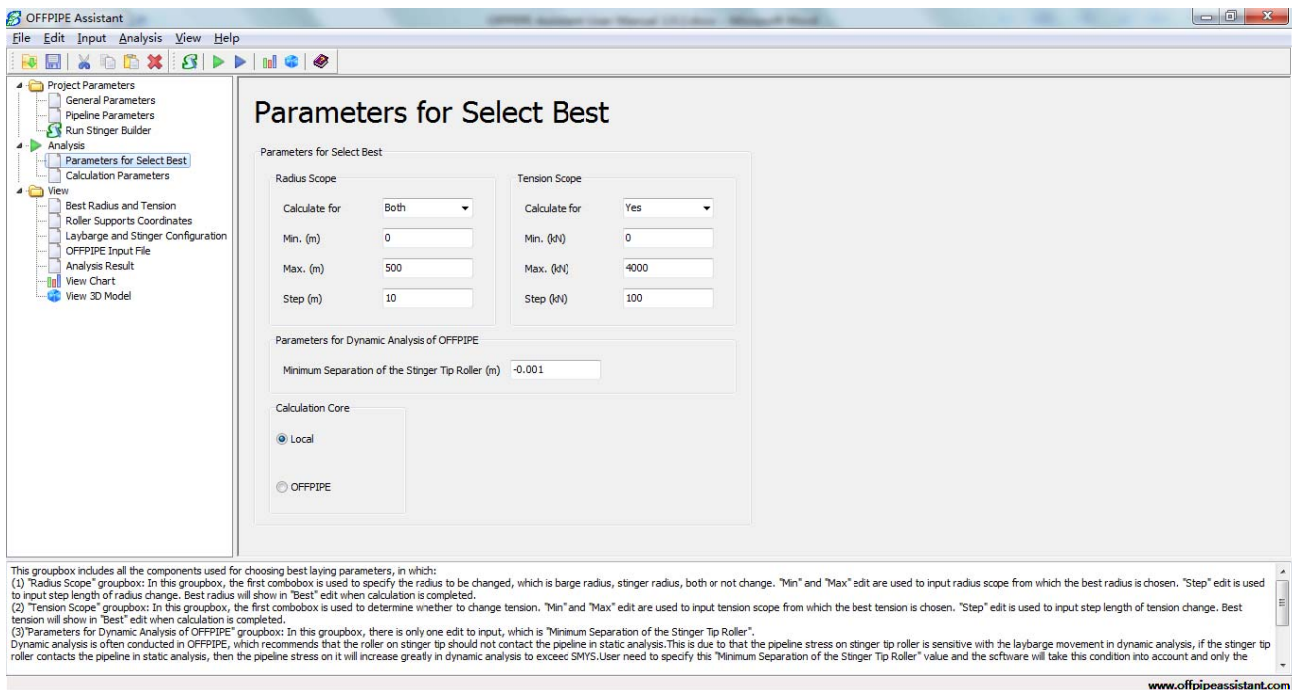 OFFPIPE Assistant
File Edit Input Analysis View Help
Project Parameters
General Parameters
Pipeline Parameters
Run Stinger Builder
Analysis
Parameters for Select Best
Calculation Parameters
View
Best Radius and Tension
Roller Supports Coordinates
Laybarge and Stinger Configuration
OFFPIPE Input File
Analysis Result
View Chart
View 3D Model
Parameters for Select Best
Parameters for Select Best
Radius Scope
Calculate for Both
Min. (m) 0
Max. (m) 500
Step (m) 10
Tension Scope
Calculate for Yes
Min. (kN) 0
Max. (kN) 4000
Step (kN) 100
Parameters for Dynamic Analysis of OFFPIPE
Minimum Separation of the Stinger Tip Roller (m) -0.001
Calculation Core
Local
OFFPIPE
This groupbox includes all the components used for choosing best laying parameters, in which:
(1) "Radius Scope" groupbox: In this groupbox, the first combobox is used to specify the radius to be changed, which is barge radius, stinger radius, both or not change. "Min" and "Max" edit are used to input radius scope from which the best radius is chosen. "Step" edit is used
to input step length of radius change. Best radius will show in "Best" edit when calculation is completed.
(2) "Tension Scope" groupbox: In this groupbox, the first combobox is used to determine whether to change tension. "Min" and "Max" edit are used to input tension scope from which the best tension is chosen. "Step" edit is used to input step length of tension change. Best
tension will show in "Best" edit when calculation is completed.
(3)"Parameters for Dynamic Analysis of OFFPIPE" groupbox: In this groupbox, there is only one edit to input, which is "Minimum Separation of the Stinger Tip Roller".
Dynamic analysis is often conducted in OFFPIPE, which recommends that the roller on stinger tip should not contact the pipeline in static analysis.This is due to that the pipeline stress on stinger tip roller is sensitive with the laybarge movement in dynamic analysis, if the stinger tip
roller contacts the pipeline in static analysis, then the pipeline stress on it will increase greatly in dynamic analysis to exceed SMYS.User need to specify this "Minimum Separation of the Stinger Tip Roller" value and the software will take this condition into account and only the
www.offpipeassistant.com